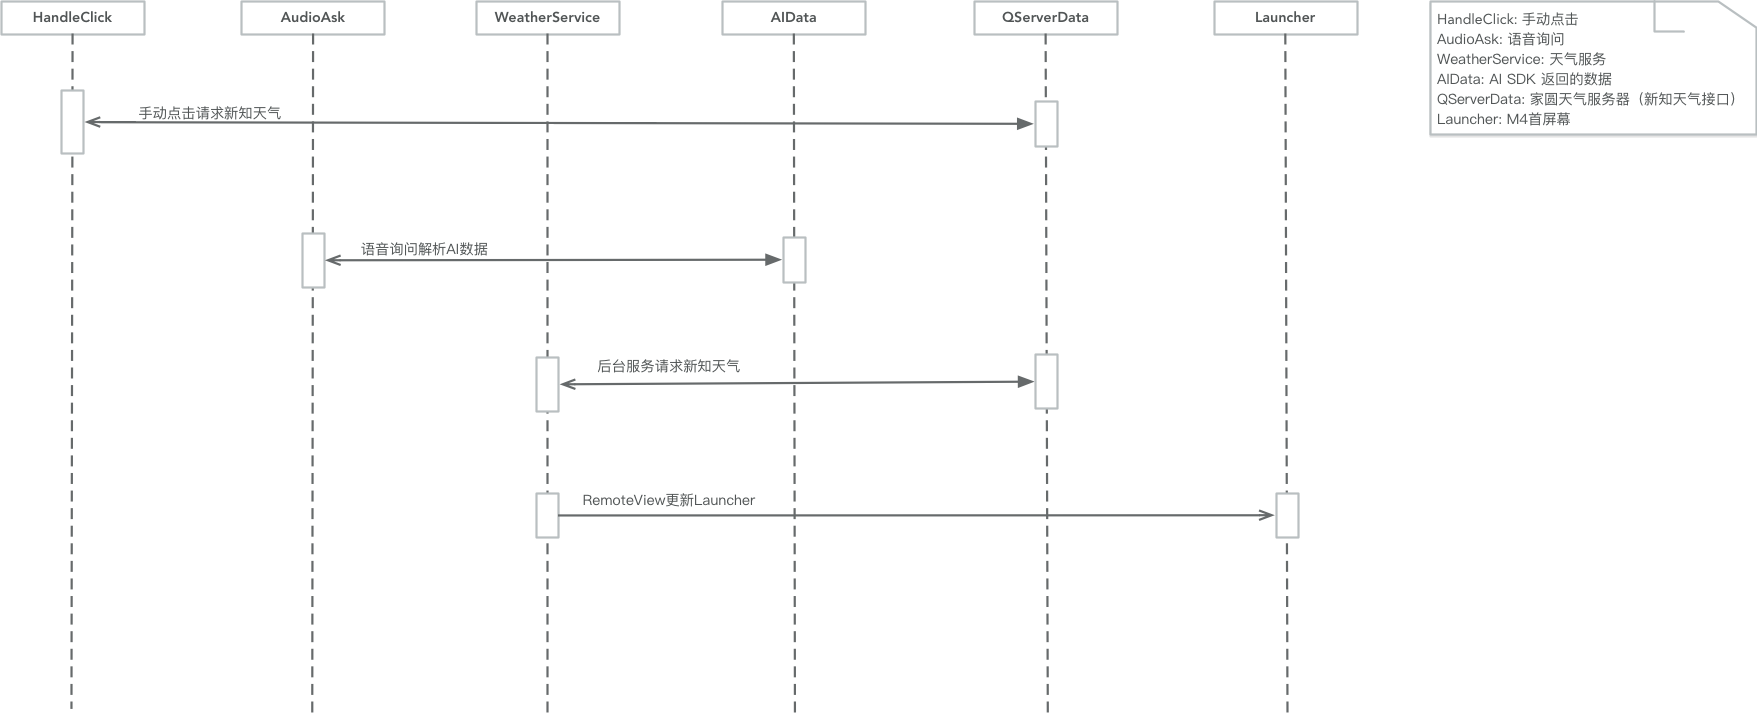 HandleClick
AudioAsk
WeatherService
AIData
QServerData
Launcher
HandleClick: 手动点击
AudioAsk: 语音询问
WeatherService: 天气服务
AIData: AI SDK 返回的数据
QServerData: 家圆天气服务器（新知天气接口）
Launcher: M4首屏幕
手动点击请求新知天气
语音询问解析AI数据
后台服务请求新知天气
RemoteView更新Launcher